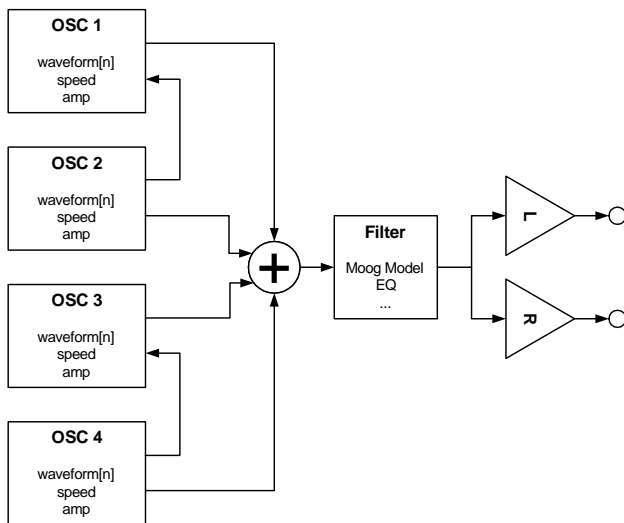 OSC 1
waveform[n]
speed
amp
OSC 2
waveform[n]
speed
amp
OSC 3
waveform[n]
speed
amp
OSC 4
waveform[n]
speed
amp
+
Filter
Moog Model
EQ
...
L
R